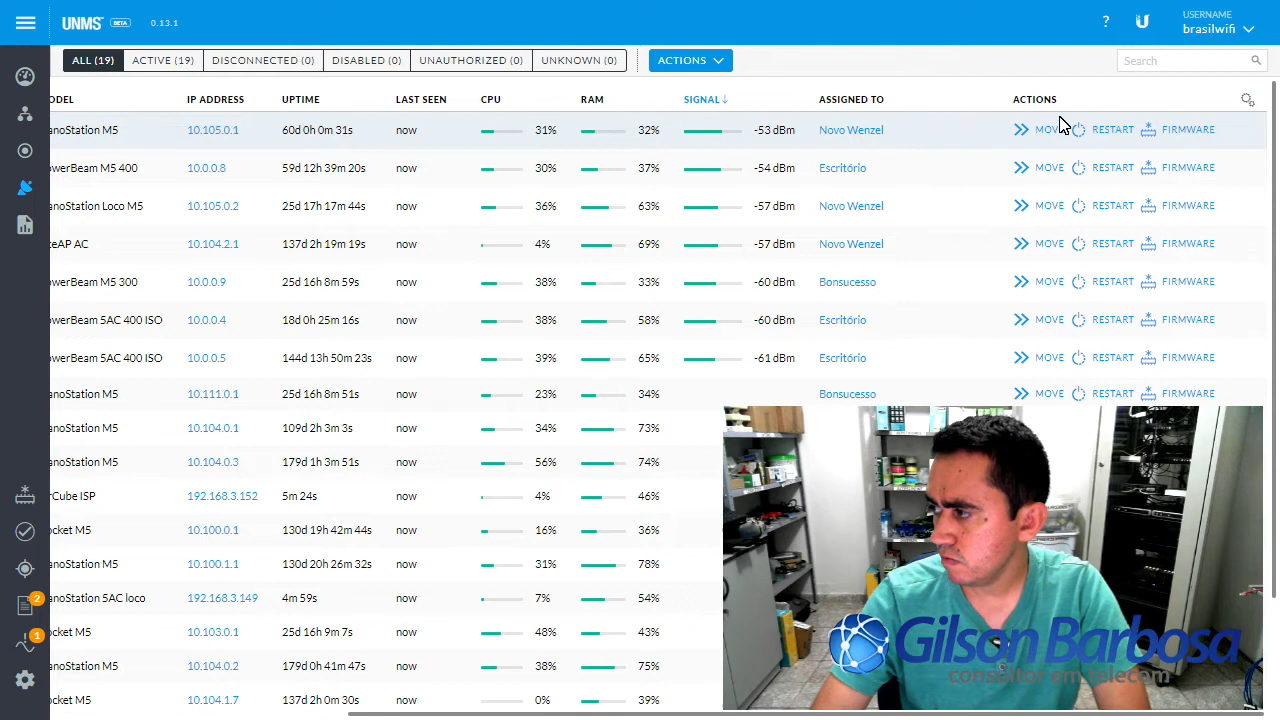 UNMS BETA 0.13.1 ? USERNAME
brasilwifi
ALL (19) ACTIVE (19) DISCONNECTED (0) DISABLED (0) UNAUTHORIZED (0) UNKNOWN (0) ACTIONS Search
ODEL IP ADDRESS UPTIME LAST SEEN CPU RAM SIGNAL↓ ASSIGNED TO ACTIONS
anoStation M5 10.105.0.1 60d 0h 0m 31s now 31% 32% -53 dBm Novo Wenzel MOVE RESTART FIRMWARE
owerBeam M5 400 10.0.0.8 59d 12h 39m 20s now 30% 37% -54 dBm Escritório MOVE RESTART FIRMWARE
anoStation Loco M5 10.105.0.2 25d 17h 17m 44s now 36% 63% -57 dBm Novo Wenzel MOVE RESTART FIRMWARE
teAP AC 10.104.2.1 137d 2h 19m 19s now 4% 69% -57 dBm Novo Wenzel MOVE RESTART FIRMWARE
owerBeam M5 300 10.0.0.9 25d 16h 8m 59s now 38% 33% -60 dBm Bonsucesso MOVE RESTART FIRMWARE
owerBeam 5AC 400 ISO 10.0.0.4 18d 0h 25m 16s now 38% 58% -60 dBm Escritório MOVE RESTART FIRMWARE
owerBeam 5AC 400 ISO 10.0.0.5 144d 13h 50m 23s now 39% 65% -61 dBm Escritório MOVE RESTART FIRMWARE
anoStation M5 10.111.0.1 25d 16h 8m 51s now 23% 34% Bonsucesso MOVE RESTART FIRMWARE
anoStation M5 10.104.0.1 109d 2h 3m 3s now 34% 73%
anoStation M5 10.104.0.3 179d 1h 3m 51s now 56% 74%
rCube ISP 192.168.3.152 5m 24s now 4% 46%
ocket M5 10.100.0.1 130d 19h 42m 44s now 16% 36%
anoStation M5 10.100.1.1 130d 20h 26m 32s now 31% 78%
anoStation 5AC loco 192.168.3.149 4m 59s now 7% 54%
2
ocket M5 10.103.0.1 25d 16h 9m 7s now 48% 43%
1
anoStation M5 10.104.0.2 179d 0h 41m 47s now 38% 75%
ocket M5 10.104.1.7 137d 2h 0m 30s now 0% 39%
Gilson Barbosa
consultor em telecom